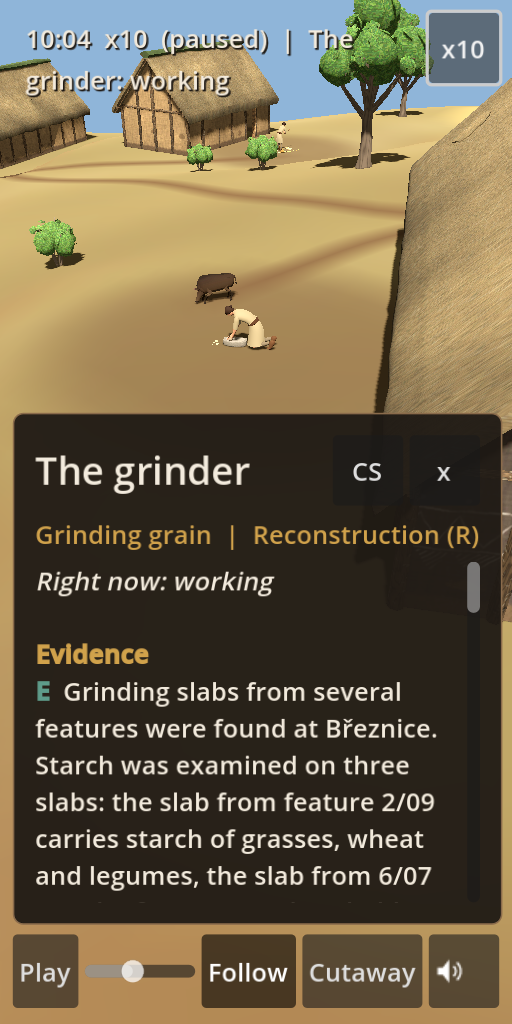 10:04 x10 (paused) | The
grinder: working
x10
The grinder
CS
x
Grinding grain | Reconstruction (R)
Right now: working
Evidence
E Grinding slabs from several
features were found at Březnice.
Starch was examined on three
slabs: the slab from feature 2/09
carries starch of grasses, wheat
and legumes, the slab from 6/07
Play
Follow
Cutaway